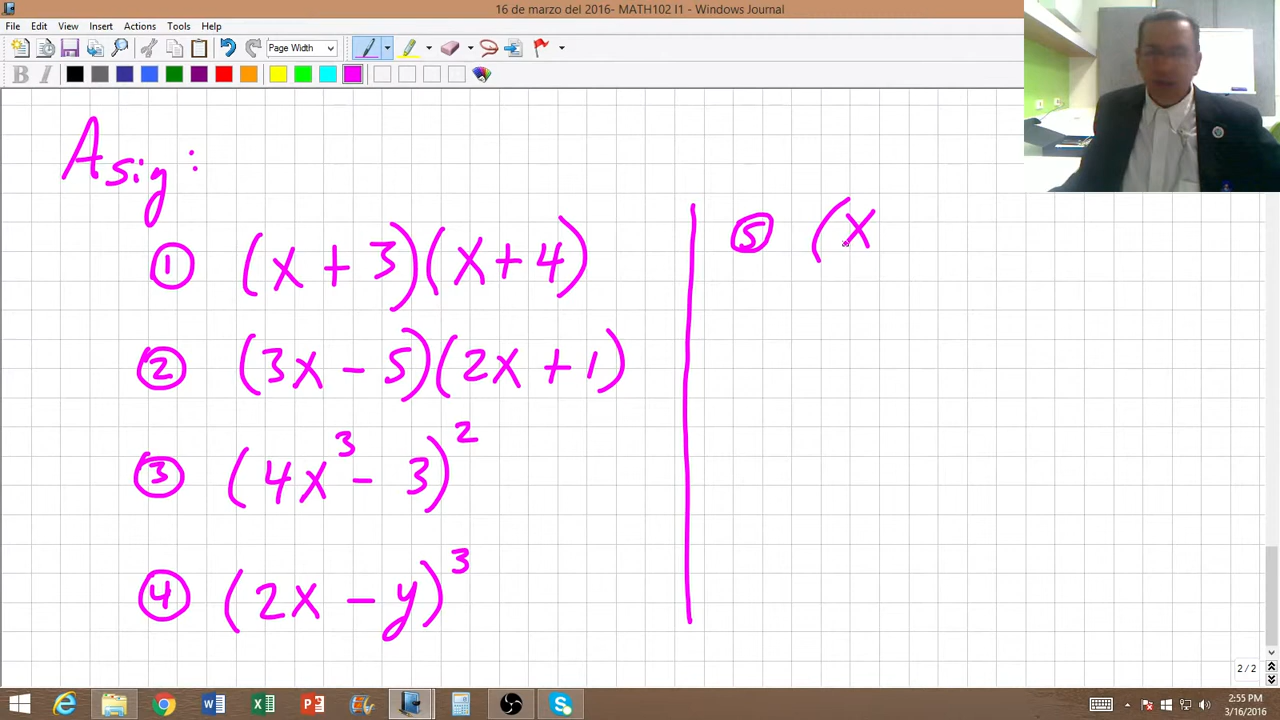 16 de marzo del 2016- MATH102 I1 - Windows Journal
File Edit View Insert Actions Tools Help
Page Width
B I
Asig:
① (x + 3)(x + 4)
② (3x - 5)(2x + 1)
③ (4x³ - 3)²
④ (2x - y)³
⑤ (x
2 / 2
2:55 PM
3/16/2016